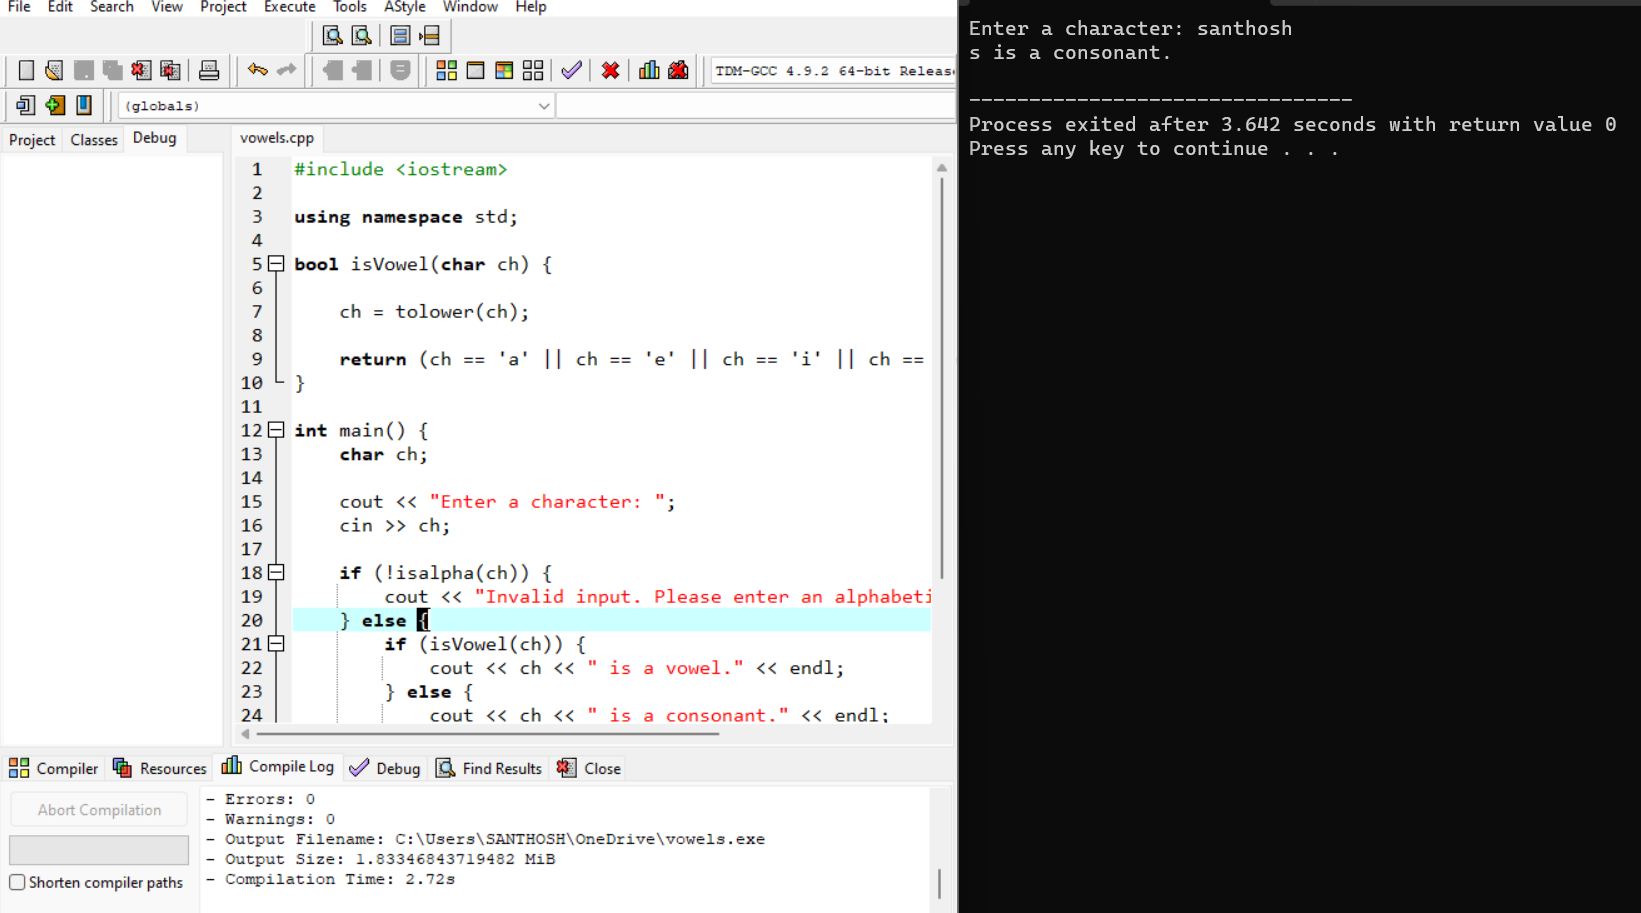 File Edit Search View Project Execute Tools AStyle Window Help
TDM-GCC 4.9.2 64-bit Releas
(globals)
Project Classes Debug
vowels.cpp
1 #include <iostream>
2
3 using namespace std;
4
5 bool isVowel(char ch) {
6
7 ch = tolower(ch);
8
9 return (ch == 'a' || ch == 'e' || ch == 'i' || ch ==
10 }
11
12 int main() {
13 char ch;
14
15 cout << "Enter a character: ";
16 cin >> ch;
17
18 if (!isalpha(ch)) {
19 cout << "Invalid input. Please enter an alphabeti
20 } else {
21 if (isVowel(ch)) {
22 cout << ch << " is a vowel." << endl;
23 } else {
24 cout << ch << " is a consonant." << endl;
Compiler Resources Compile Log Debug Find Results Close
Abort Compilation
Shorten compiler paths
- Errors: 0
- Warnings: 0
- Output Filename: C:\Users\SANTHOSH\OneDrive\vowels.exe
- Output Size: 1.83346843719482 MiB
- Compilation Time: 2.72s
Enter a character: santhosh
s is a consonant.
--------------------------------
Process exited after 3.642 seconds with return value 0
Press any key to continue . . .